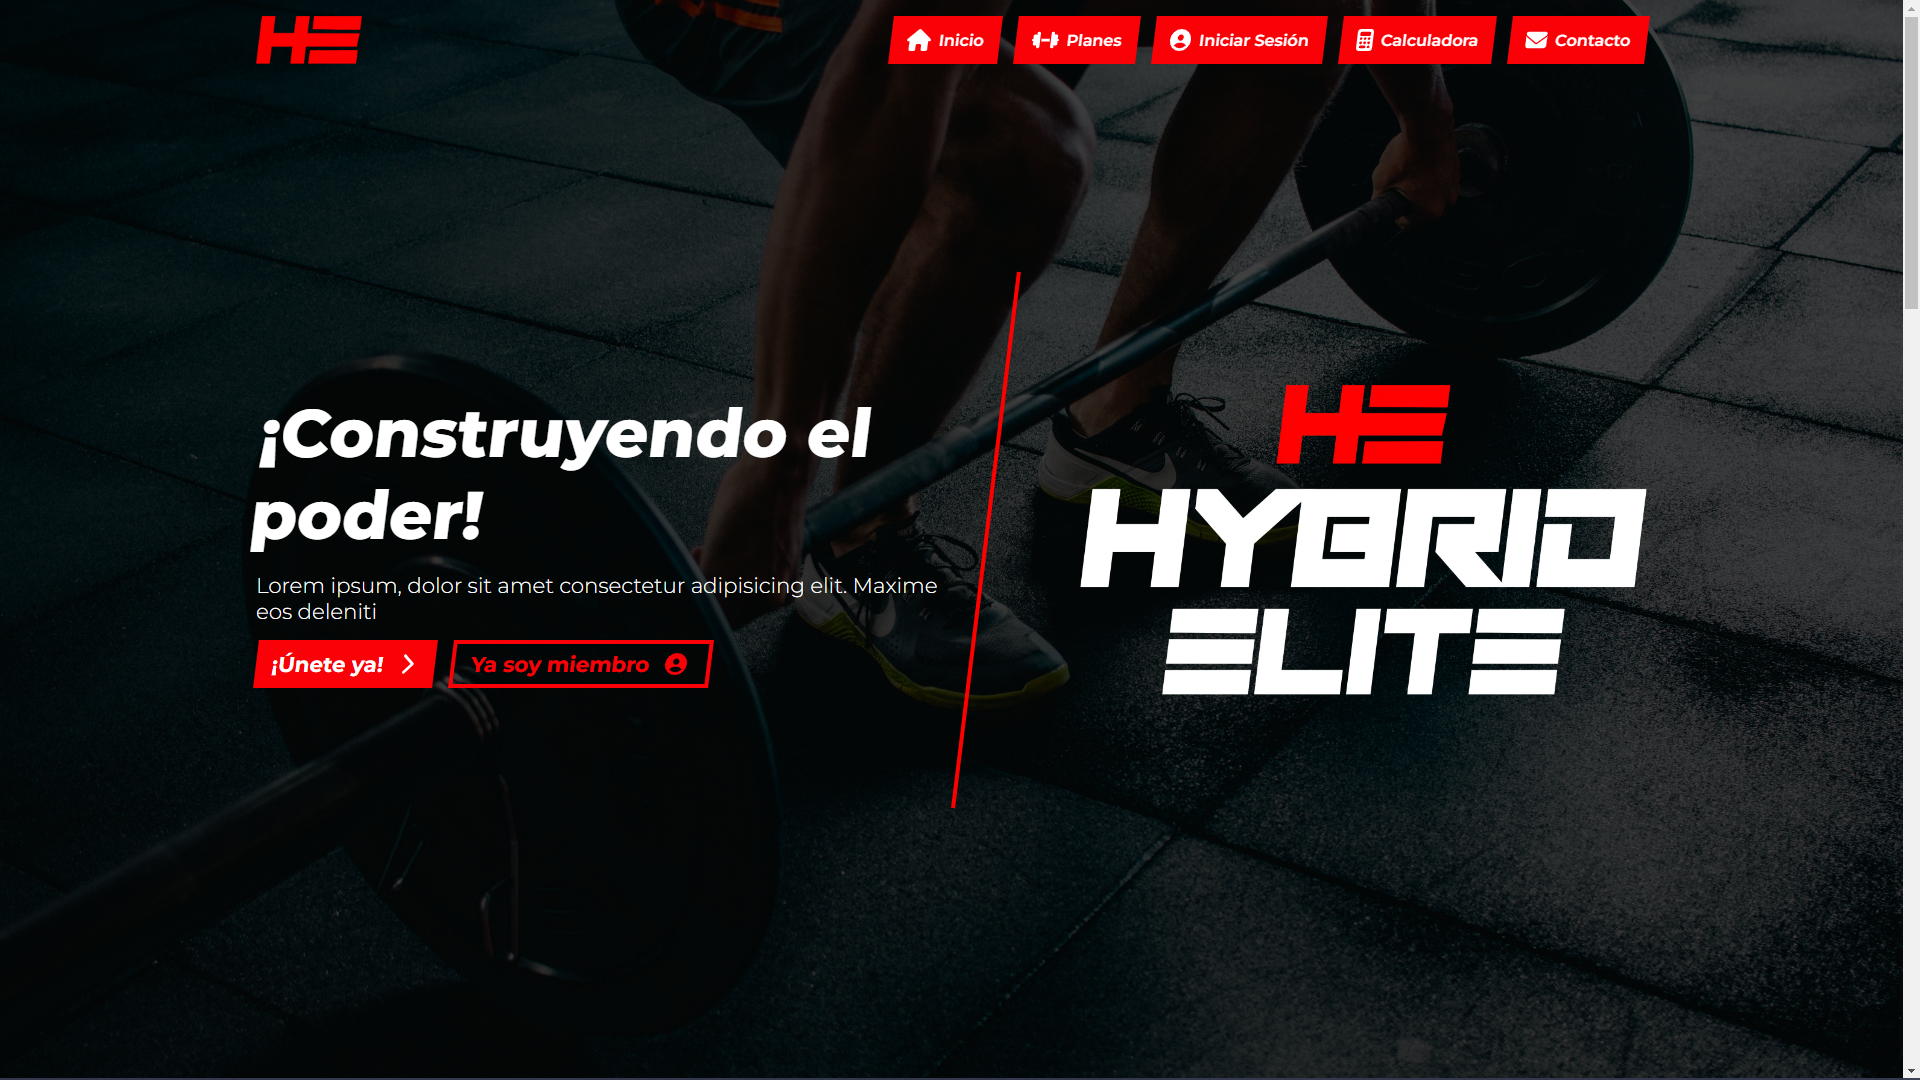 HE
Inicio
Planes
Iniciar Sesión
Calculadora
Contacto
¡Construyendo el
poder!
Lorem ipsum, dolor sit amet consectetur adipisicing elit. Maxime
eos deleniti
¡Únete ya!
Ya soy miembro
HE
HYBRID
ELITE